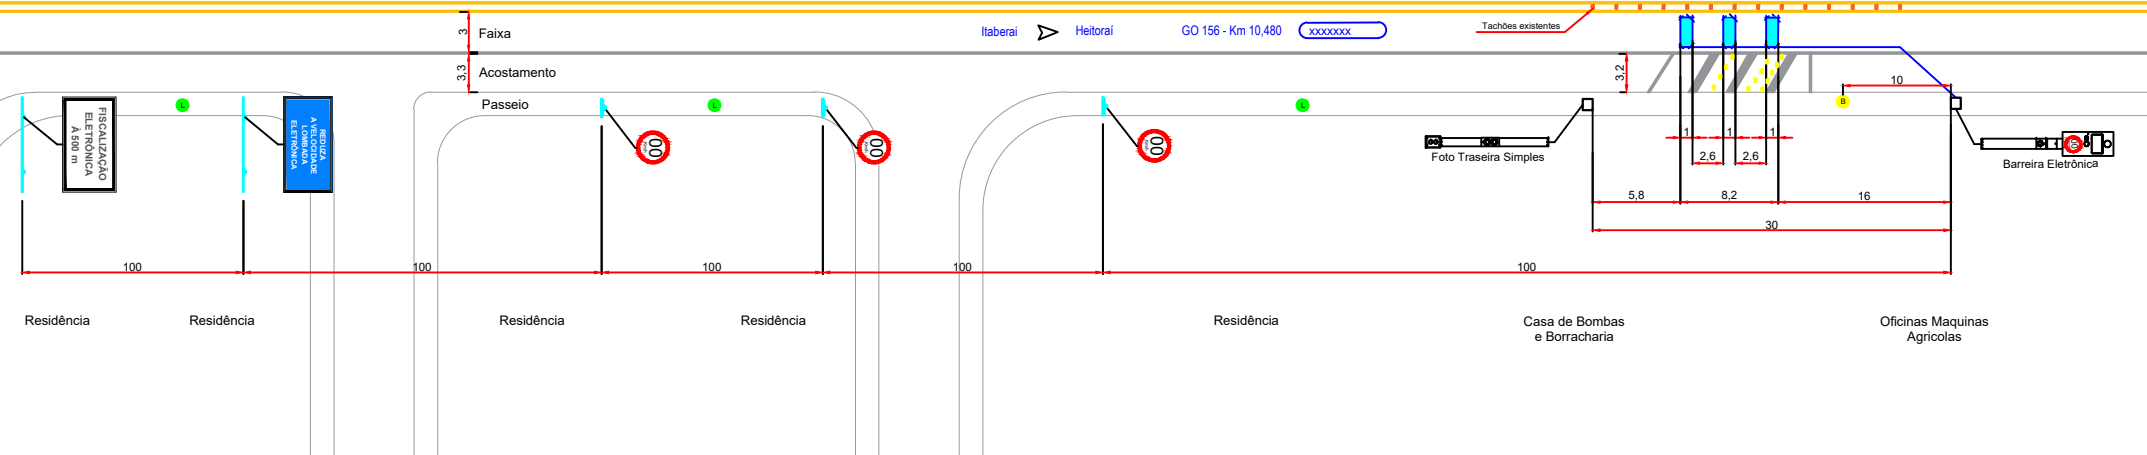 3
Faixa
Itaberai
Heitoraí
GO 156 - Km 10,480
xxxxxxx
Tachões existentes
3,3
Acostamento
3,2
10
Passeio
L
L
L
B
FISCALIZAÇÃO
ELETRÔNICA
À 500 m
REDUZA
A VELOCIDADE
LOMBADA
ELETRÔNICA
00
00
00
1
1
1
Foto Traseira Simples
2,6
2,6
00
Barreira Eletrônica
5,8
8,2
16
30
100
100
100
100
100
Residência
Residência
Residência
Residência
Residência
Casa de Bombas
e Borracharia
Oficinas Maquinas
Agricolas